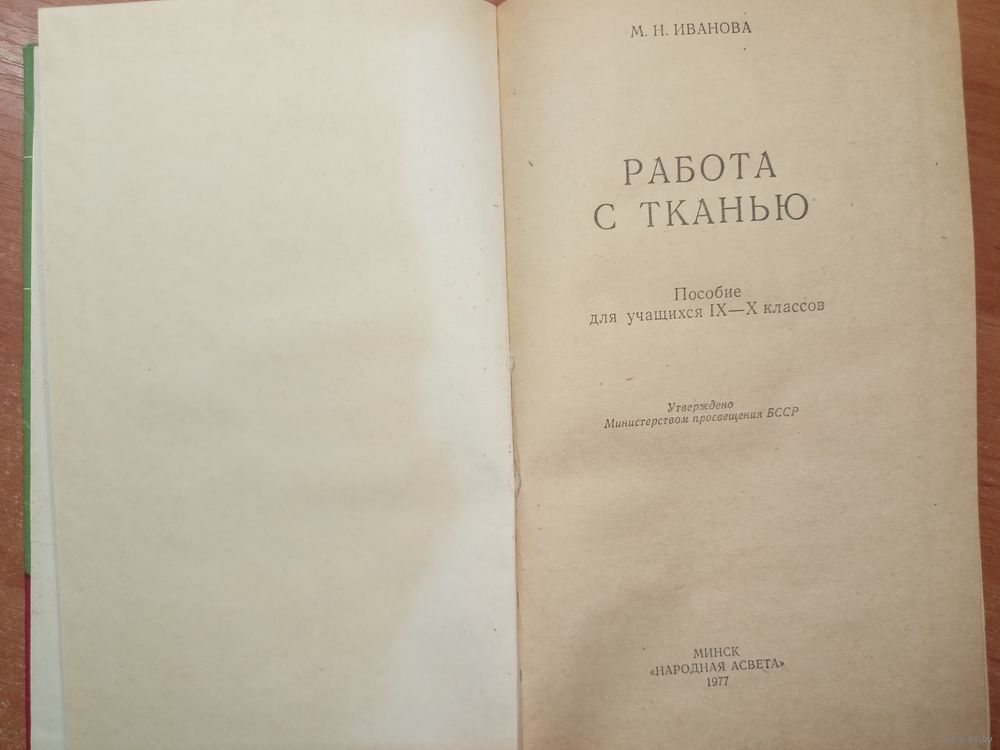 М. Н. ИВАНОВА
РАБОТА
С ТКАНЬЮ
Пособие
для учащихся IX—X классов
Утверждено
Министерством просвещения БССР
МИНСК
«НАРОДНАЯ АСВЕТА»
1977